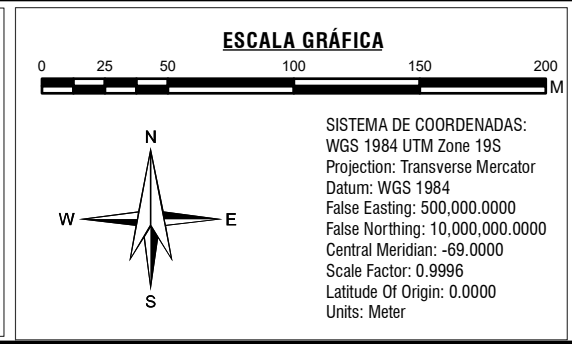 ESCALA GRÁFICA
0 25 50 100 150 200
M
N
W E
S
SISTEMA DE COORDENADAS:
WGS 1984 UTM Zone 19S
Projection: Transverse Mercator
Datum: WGS 1984
False Easting: 500,000.0000
False Northing: 10,000,000.0000
Central Meridian: -69.0000
Scale Factor: 0.9996
Latitude Of Origin: 0.0000
Units: Meter